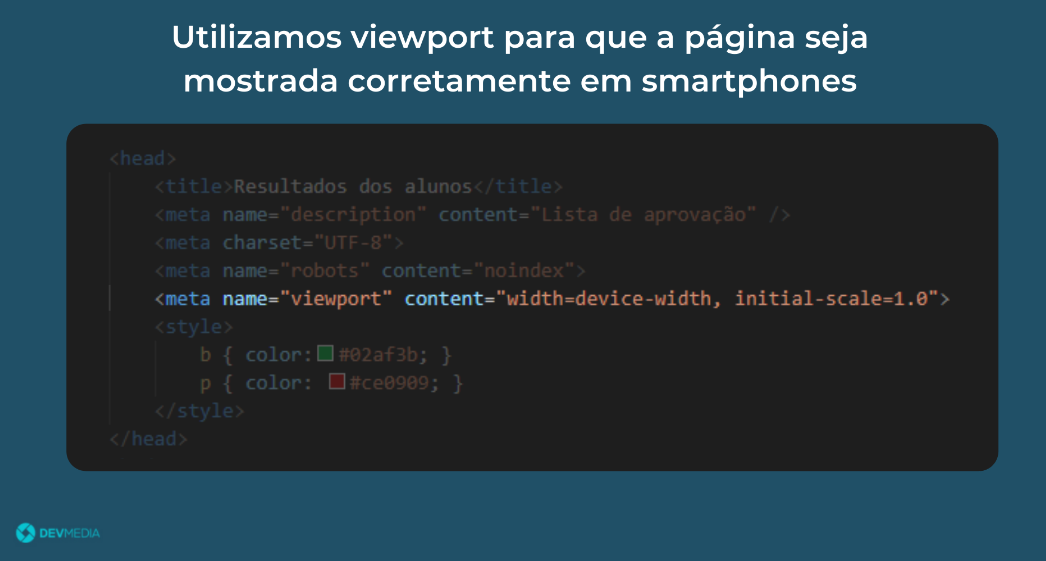 Utilizamos viewport para que a página seja
mostrada corretamente em smartphones
<head>
<title>Resultados dos alunos</title>
<meta name="description" content="Lista de aprovação" />
<meta charset="UTF-8">
<meta name="robots" content="noindex">
<meta name="viewport" content="width=device-width, initial-scale=1.0">
<style>
b { color: #02af3b; }
p { color: #ce0909; }
</style>
</head>
DEVMEDIA